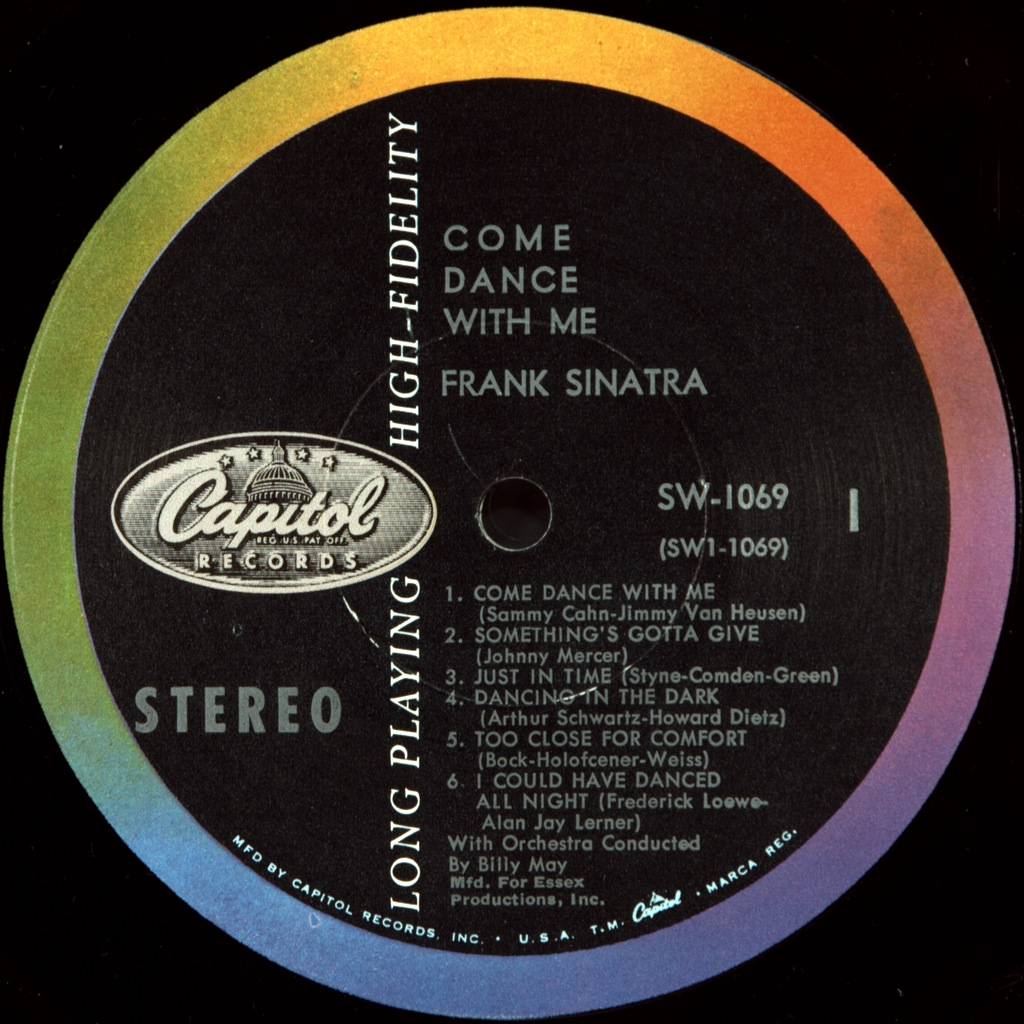 COME
DANCE
WITH ME
FRANK SINATRA
LONG PLAYING HIGH-FIDELITY
Capitol
REG. U.S. PAT. OFF.
RECORDS
SW-1069
I
(SW1-1069)
STEREO
1. COME DANCE WITH ME
(Sammy Cahn-Jimmy Van Heusen)
2. SOMETHING'S GOTTA GIVE
(Johnny Mercer)
3. JUST IN TIME (Styne-Comden-Green)
4. DANCING IN THE DARK
(Arthur Schwartz-Howard Dietz)
5. TOO CLOSE FOR COMFORT
(Bock-Holofcener-Weiss)
6. I COULD HAVE DANCED
ALL NIGHT (Frederick Loewe-
Alan Jay Lerner)
With Orchestra Conducted
By Billy May
Mfd. For Essex
Productions, Inc.
MFD BY CAPITOL RECORDS, INC. • U.S.A. T.M. Capitol • MARCA REG.